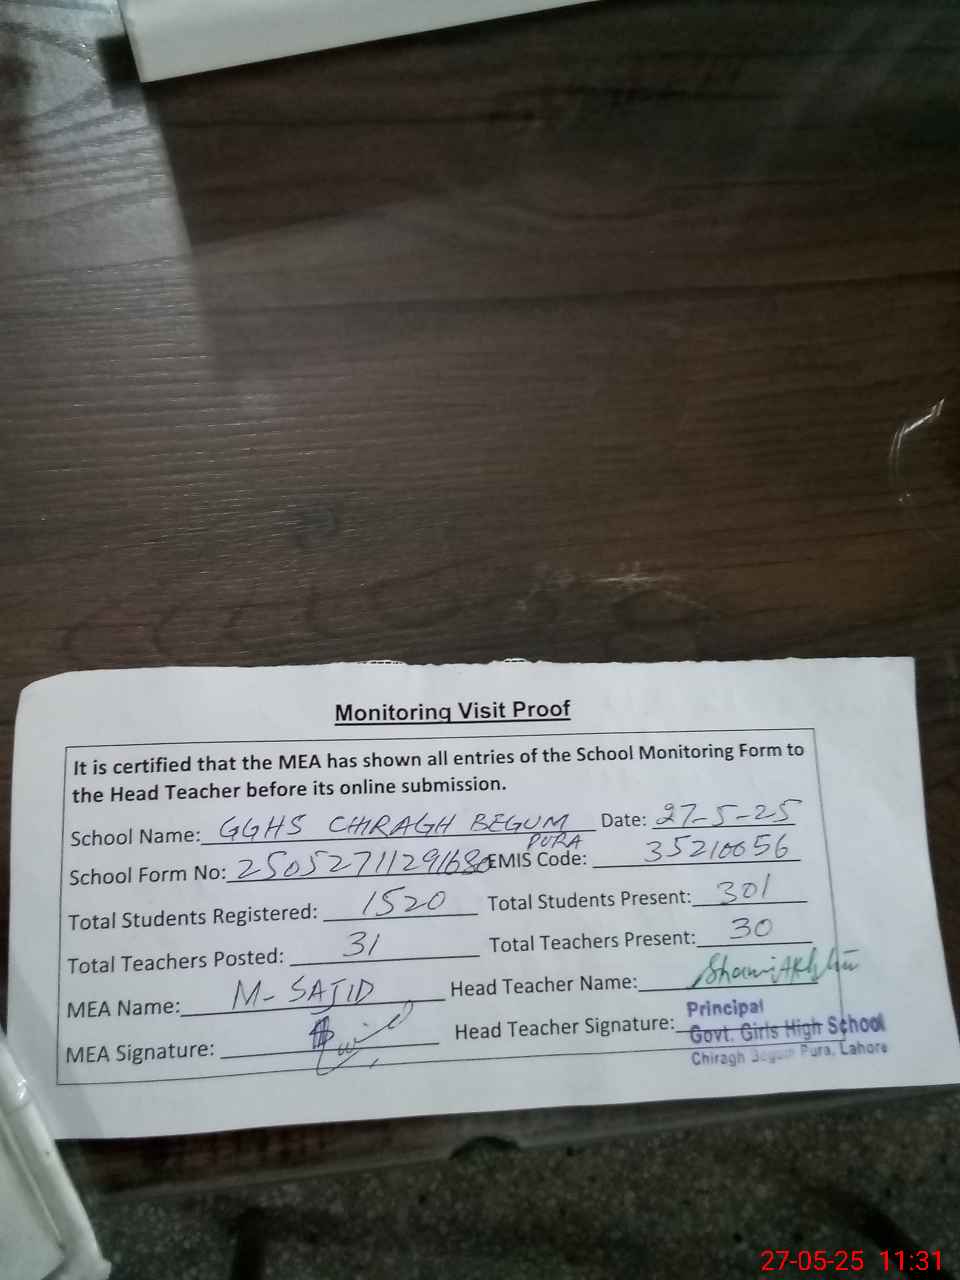 Monitoring Visit Proof
It is certified that the MEA has shown all entries of the School Monitoring Form to
the Head Teacher before its online submission.
School Name: GGHS CHIRAGH BEGUM PURA Date: 27-5-25
School Form No: 25052711291680 EMIS Code: 35210056
Total Students Registered: 1520 Total Students Present: 301
Total Teachers Posted: 31 Total Teachers Present: 30
MEA Name: M- SAJID Head Teacher Name:
MEA Signature: Head Teacher Signature:
Principal
Govt. Girls High School
Chiragh Begum Pura, Lahore
27-05-25 11:31